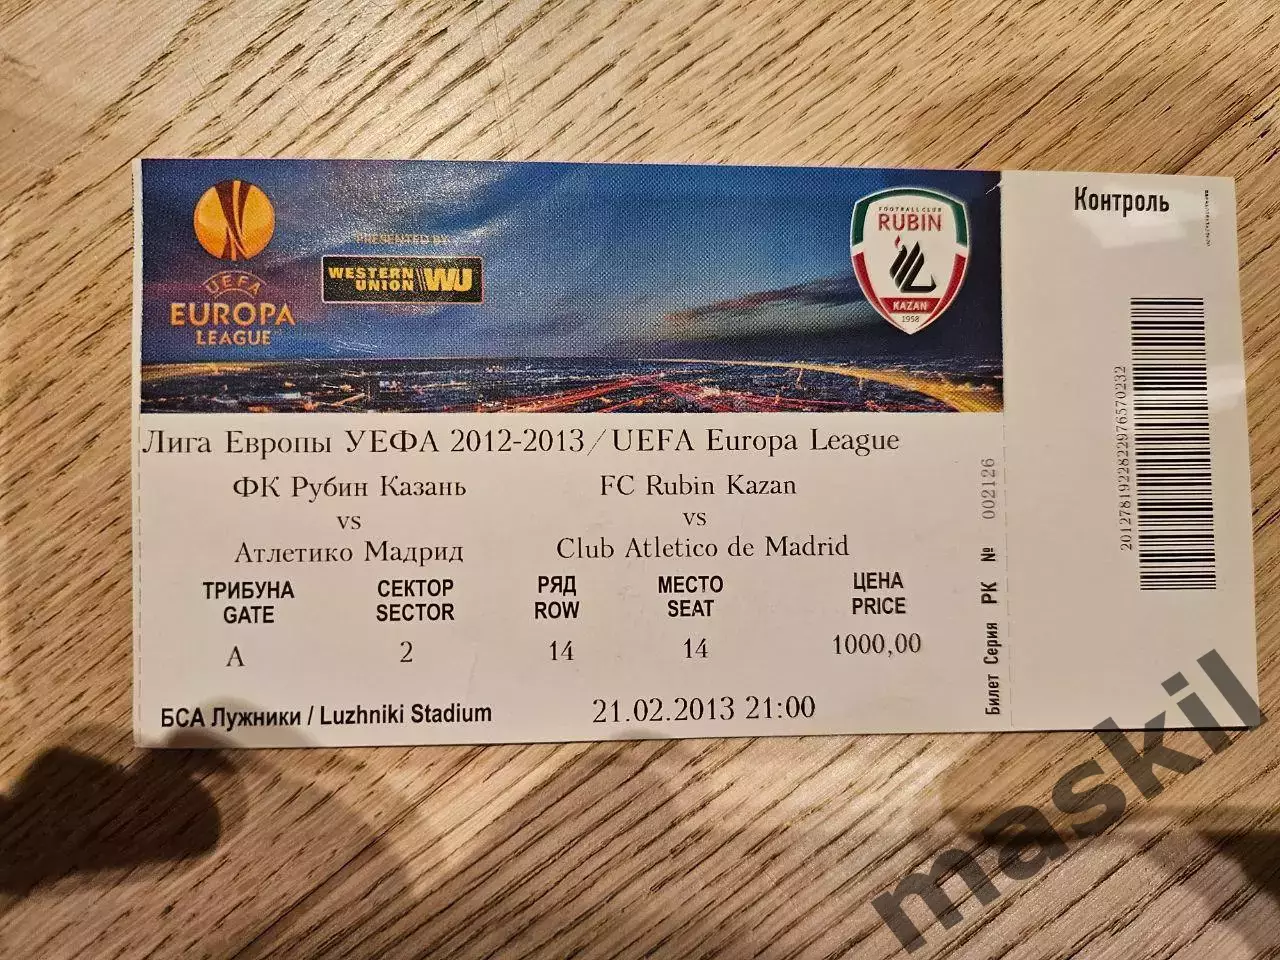 UEFA
EUROPA
LEAGUE
PRESENTED BY
WESTERN UNION WU
FOOTBALL CLUB
RUBIN
KAZAN
1958
Контроль
Лига Европы УЕФА 2012-2013 / UEFA Europa League
ФК Рубин Казань
vs
Атлетико Мадрид
FC Rubin Kazan
vs
Club Atletico de Madrid
ТРИБУНА СЕКТОР РЯД МЕСТО ЦЕНА
GATE SECTOR ROW SEAT PRICE
A 2 14 14 1000,00
БСА Лужники / Luzhniki Stadium 21.02.2013 21:00
Билет Серия РК № 002126
2012781922822976570232
maskil